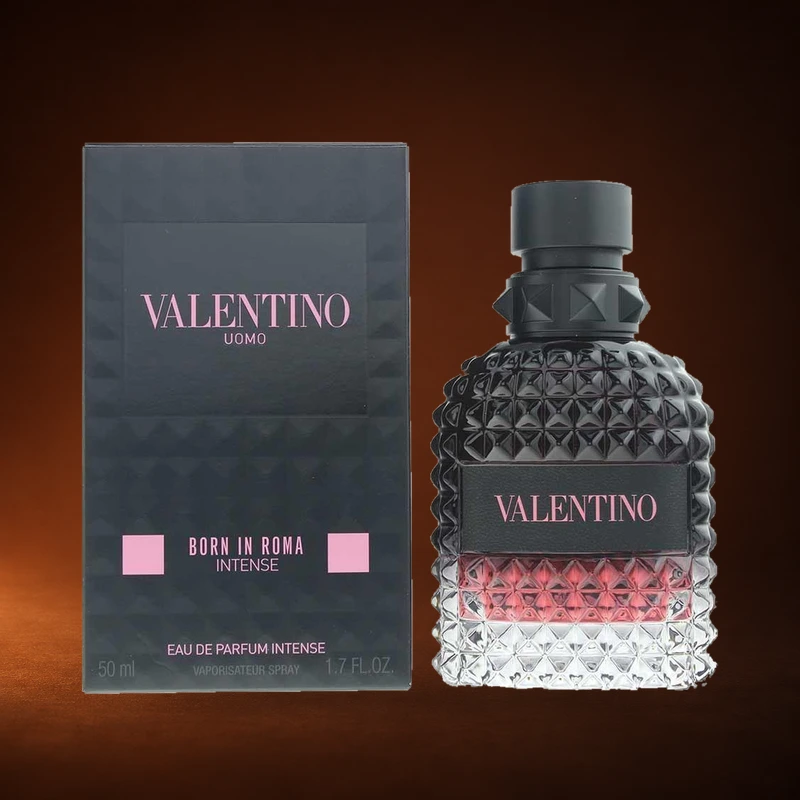 VALENTINO
UOMO
BORN IN ROMA
INTENSE
EAU DE PARFUM INTENSE
50 ml VAPORISATEUR SPRAY 1.7 FL.OZ.
VALENTINO